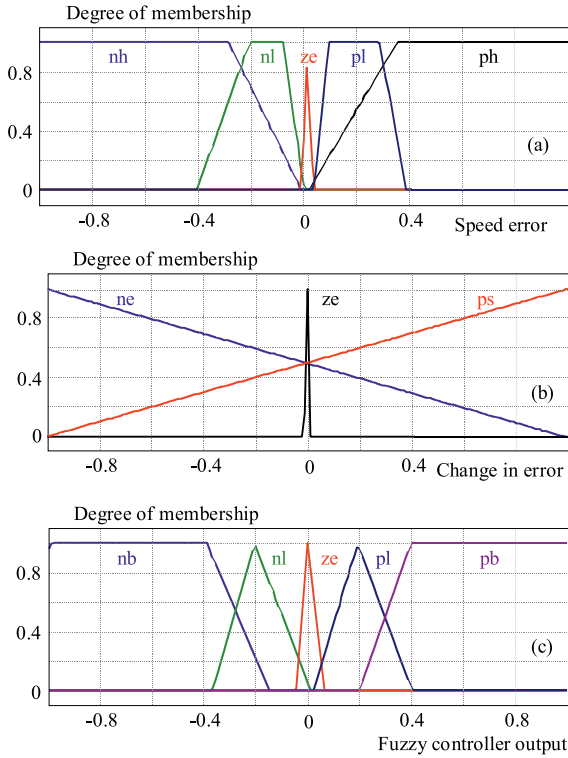 Degree of membership
nh nl ze pl ph
0.8
0.4
0
(a)
-0.8 -0.4 0 0.4
Speed error
Degree of membership
ne ze ps
0.8
0.4
0
(b)
-0.8 -0.4 0 0.4
Change in error
Degree of membership
nb nl ze pl pb
0.8
0.4
0
(c)
-0.8 -0.4 0 0.4 0.8
Fuzzy controller output